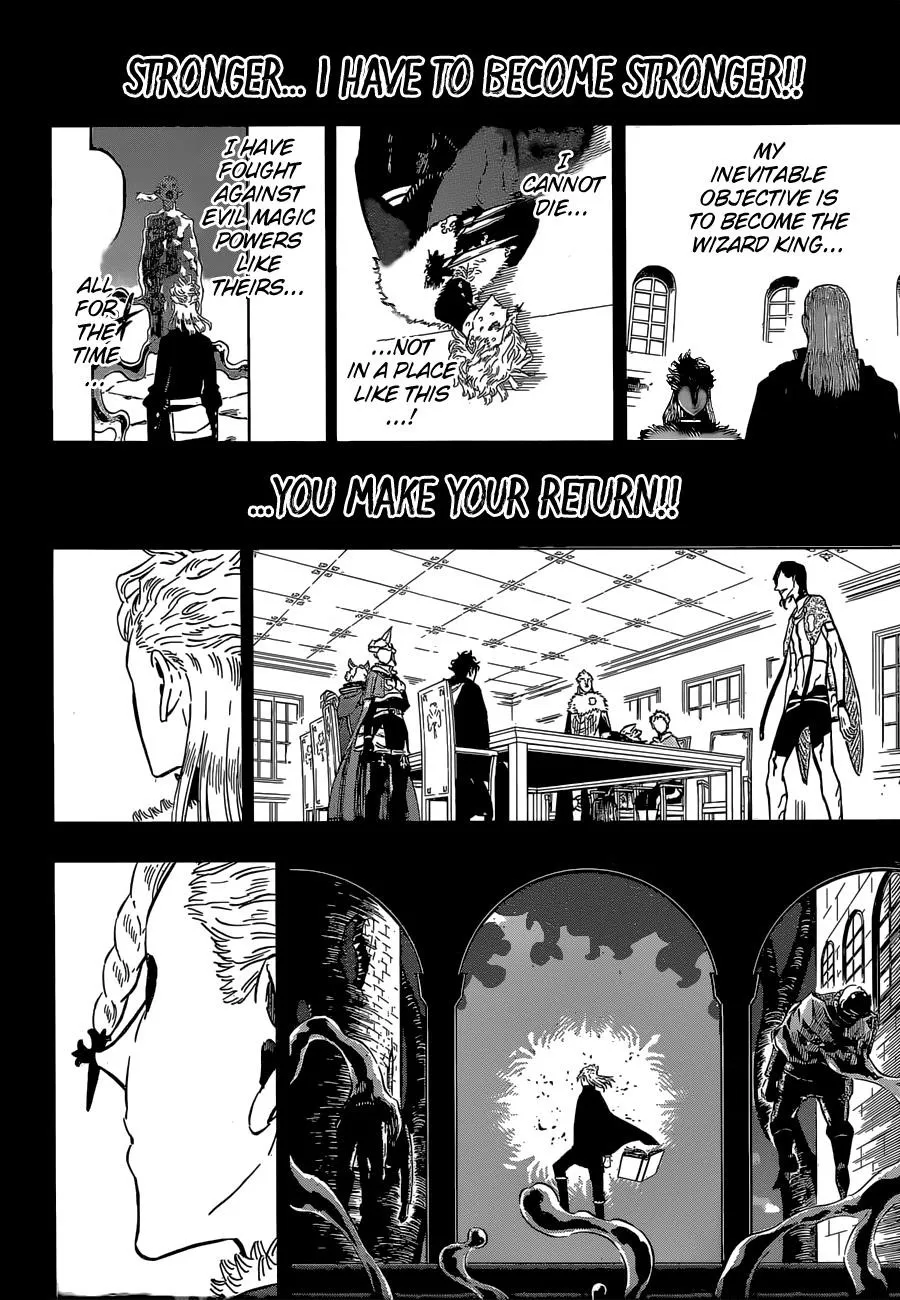 STRONGER... I HAVE TO BECOME STRONGER!!
MY
INEVITABLE
OBJECTIVE IS
TO BECOME THE
WIZARD KING...
I
CANNOT
DIE...
...NOT
IN A PLACE
LIKE THIS
...!
I HAVE
FOUGHT
AGAINST
EVIL MAGIC
POWERS
LIKE
THEIRS...
ALL
FOR
THE
TIME
...
...YOU MAKE YOUR RETURN!!